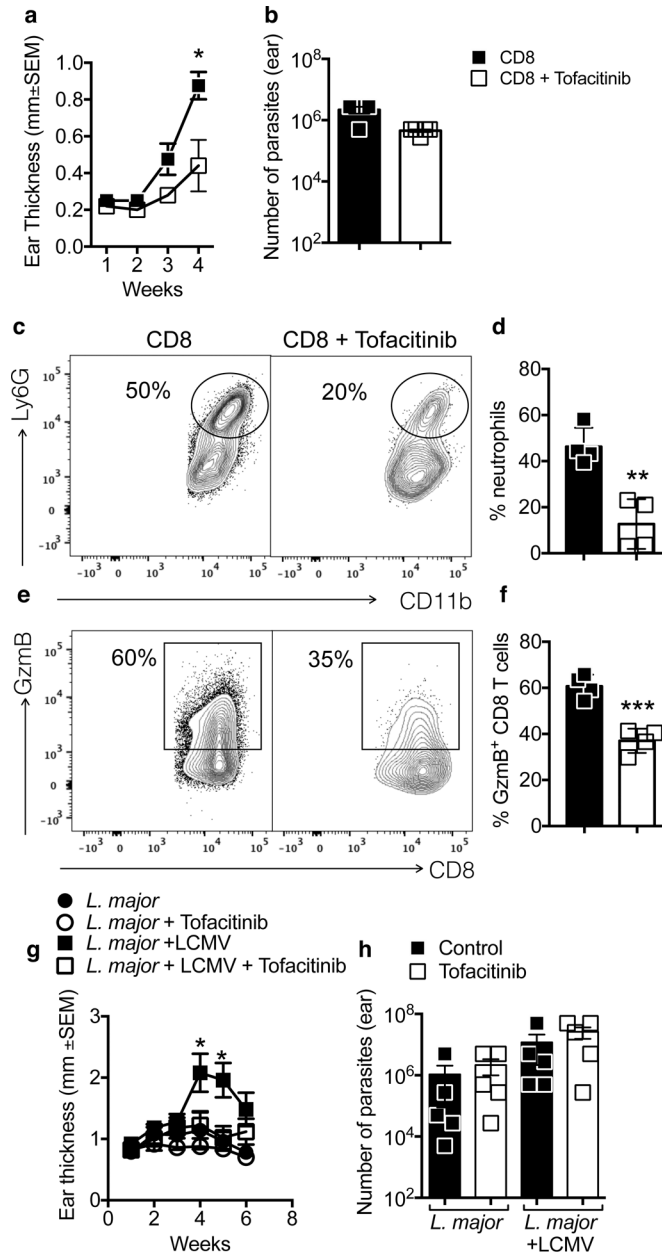 a
Ear Thickness (mm±SEM)
1.0
0.8
0.6
0.4
0.2
0.0
*
1 2 3 4
Weeks
b
Number of parasites (ear)
10⁸
10⁶
10⁴
10²
CD8
CD8 + Tofacitinib
c
CD8
CD8 + Tofacitinib
Ly6G
10⁵
10⁴
10³
0
-10³
50%
20%
-10³ 0 10³ 10⁴ 10⁵
-10³ 0 10³ 10⁴ 10⁵
CD11b
d
% neutrophils
80
60
40
20
0
**
e
GzmB
10⁵
10⁴
10³
0
-10³
60%
35%
-10³ 0 10³ 10⁴ 10⁵
-10³ 0 10³ 10⁴ 10⁵
CD8
f
% GzmB⁺ CD8 T cells
80
60
40
20
0
***
L. major
L. major + Tofacitinib
L. major +LCMV
L. major + LCMV + Tofacitinib
g
Ear thickness (mm ±SEM)
3
2
1
0
* *
0 2 4 6 8
Weeks
h
Control
Tofacitinib
Number of parasites (ear)
10⁸
10⁶
10⁴
10²
L. major
L. major
+LCMV